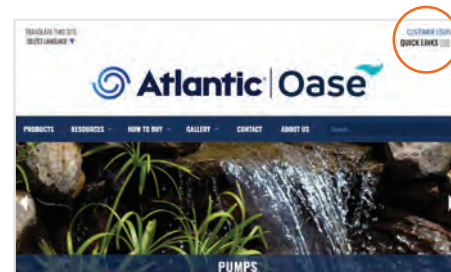 TRANSLATE THIS SITE:
SELECT LANGUAGE ▼
CUSTOMER LOGIN
QUICK LINKS
Atlantic | Oase
PRODUCTS RESOURCES HOW TO BUY GALLERY CONTACT ABOUT US Search...
PUMPS